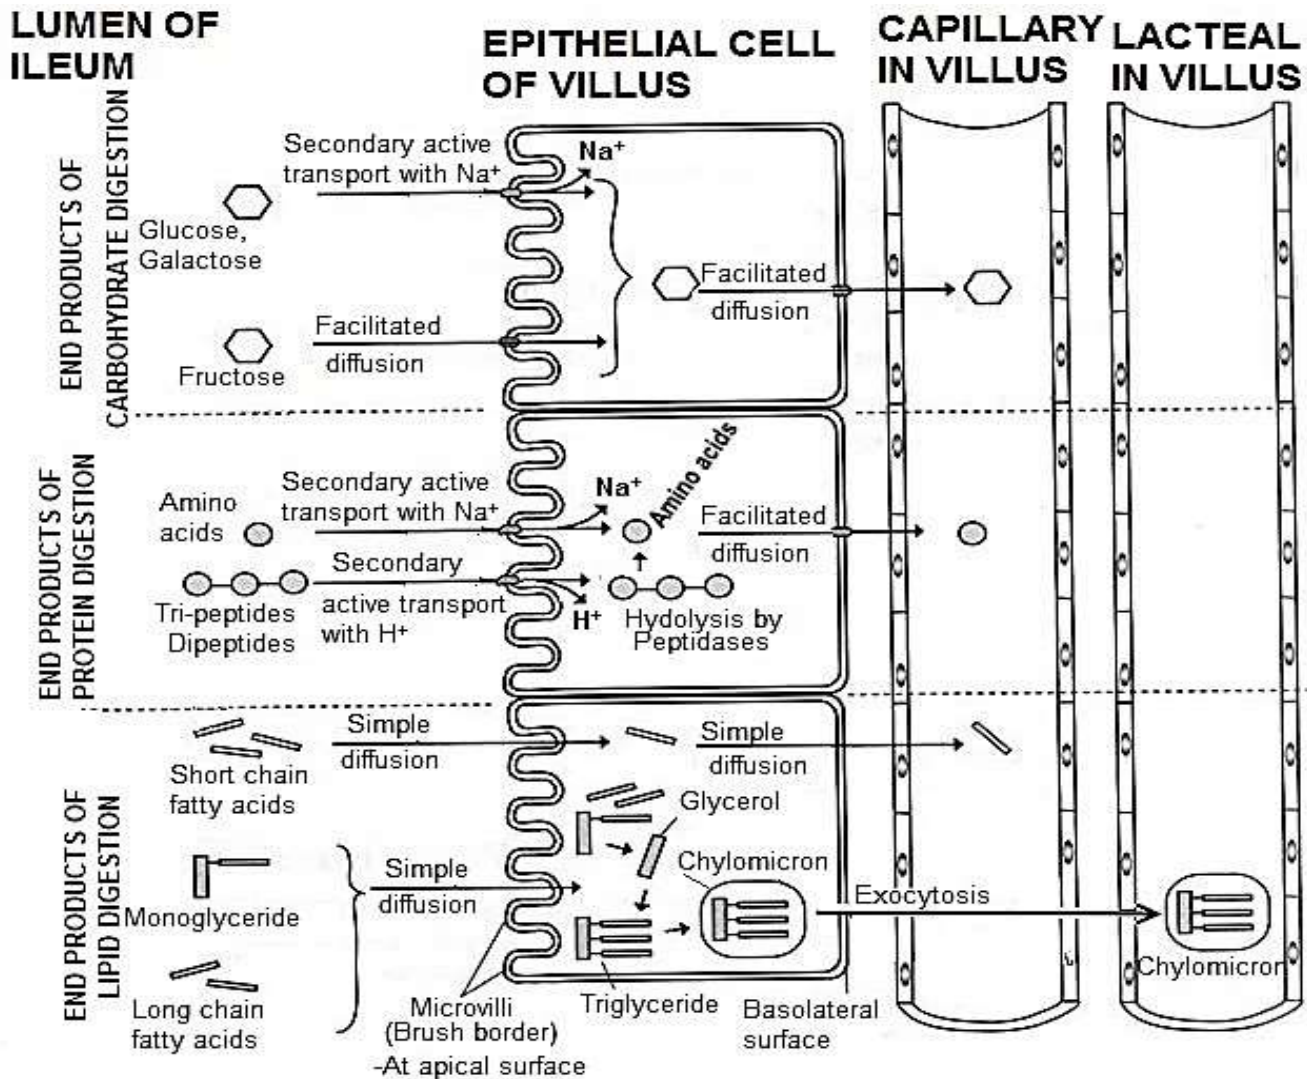 LUMEN OF
ILEUM
EPITHELIAL CELL
OF VILLUS
CAPILLARY
IN VILLUS
LACTEAL
IN VILLUS
END PRODUCTS OF
CARBOHYDRATE DIGESTION
Secondary active
transport with Na⁺
Na⁺
Glucose,
Galactose
Facilitated
diffusion
Facilitated
diffusion
Fructose
END PRODUCTS OF
PROTEIN DIGESTION
Amino
acids
Secondary active
transport with Na⁺
Na⁺
Amino acids
Facilitated
diffusion
Tri-peptides
Dipeptides
Secondary
active transport
with H⁺
H⁺
Hydolysis by
Peptidases
END PRODUCTS OF
LIPID DIGESTION
Short chain
fatty acids
Simple
diffusion
Simple
diffusion
Glycerol
Monoglyceride
Simple
diffusion
Chylomicron
Exocytosis
Chylomicron
Long chain
fatty acids
Microvilli
(Brush border)
-At apical surface
Triglyceride
Basolateral
surface